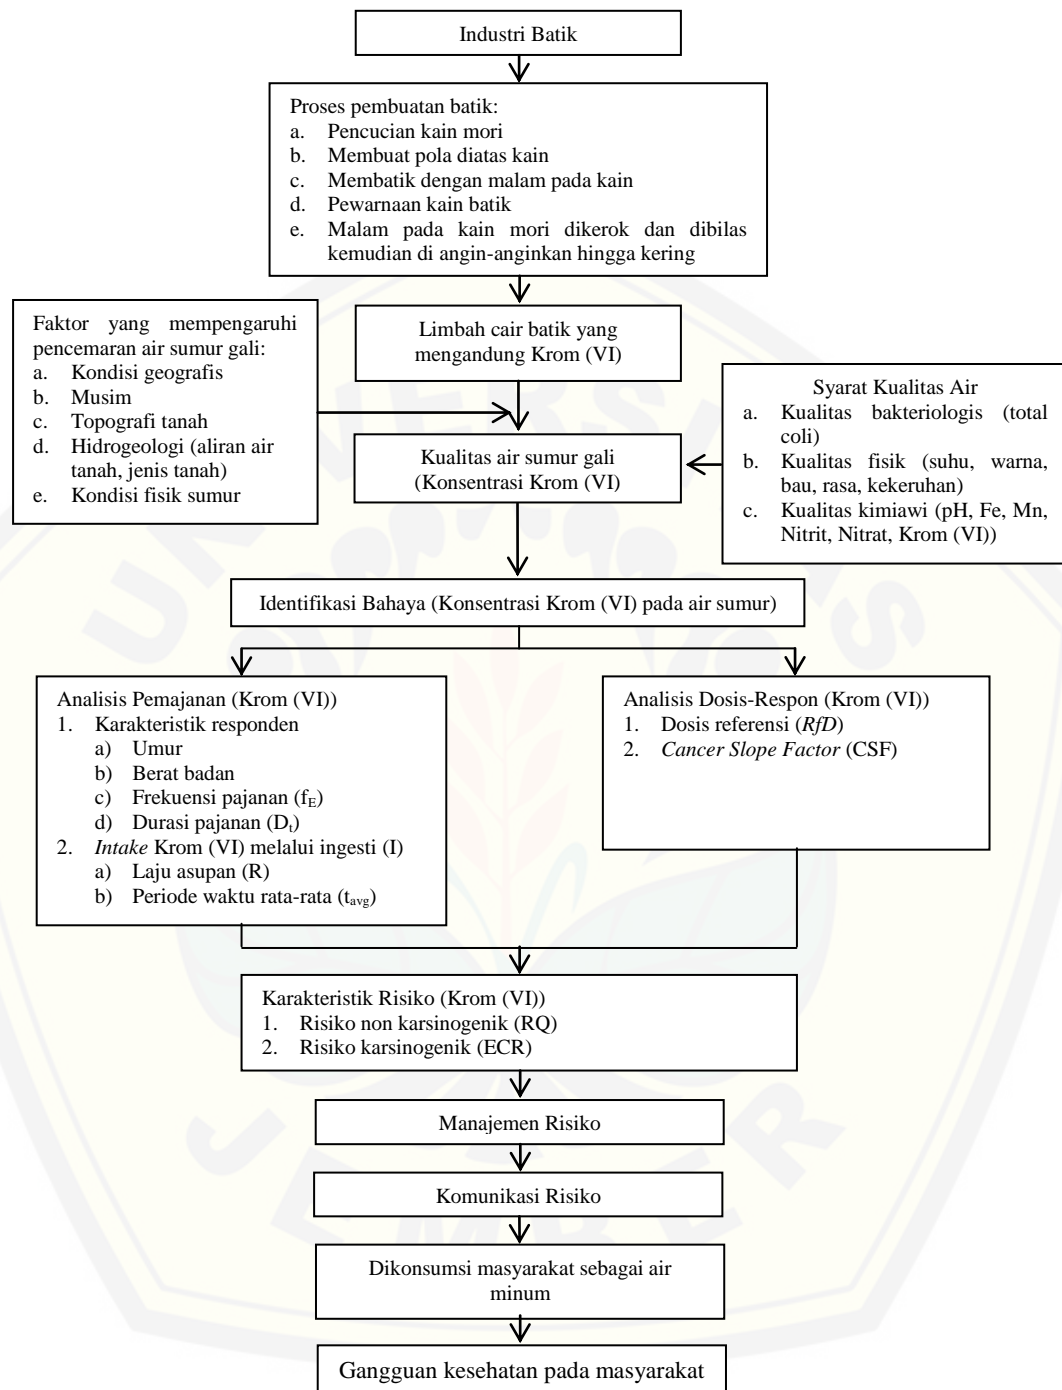 Industri Batik
Proses pembuatan batik:
a. Pencucian kain mori
b. Membuat pola diatas kain
c. Membatik dengan malam pada kain
d. Pewarnaan kain batik
e. Malam pada kain mori dikerok dan dibilas
kemudian di angin-anginkan hingga kering
Limbah cair batik yang
mengandung Krom (VI)
Faktor yang mempengaruhi
pencemaran air sumur gali:
a. Kondisi geografis
b. Musim
c. Topografi tanah
d. Hidrogeologi (aliran air
tanah, jenis tanah)
e. Kondisi fisik sumur
Kualitas air sumur gali
(Konsentrasi Krom (VI)
Syarat Kualitas Air
a. Kualitas bakteriologis (total
coli)
b. Kualitas fisik (suhu, warna,
bau, rasa, kekeruhan)
c. Kualitas kimiawi (pH, Fe, Mn,
Nitrit, Nitrat, Krom (VI))
Identifikasi Bahaya (Konsentrasi Krom (VI) pada air sumur)
Analisis Pemajanan (Krom (VI))
1. Karakteristik responden
a) Umur
b) Berat badan
c) Frekuensi pajanan (fE)
d) Durasi pajanan (Dt)
2. Intake Krom (VI) melalui ingesti (I)
a) Laju asupan (R)
b) Periode waktu rata-rata (tavg)
Analisis Dosis-Respon (Krom (VI))
1. Dosis referensi (RfD)
2. Cancer Slope Factor (CSF)
Karakteristik Risiko (Krom (VI))
1. Risiko non karsinogenik (RQ)
2. Risiko karsinogenik (ECR)
Manajemen Risiko
Komunikasi Risiko
Dikonsumsi masyarakat sebagai air
minum
Gangguan kesehatan pada masyarakat
UNIVERSITAS
JEMBER